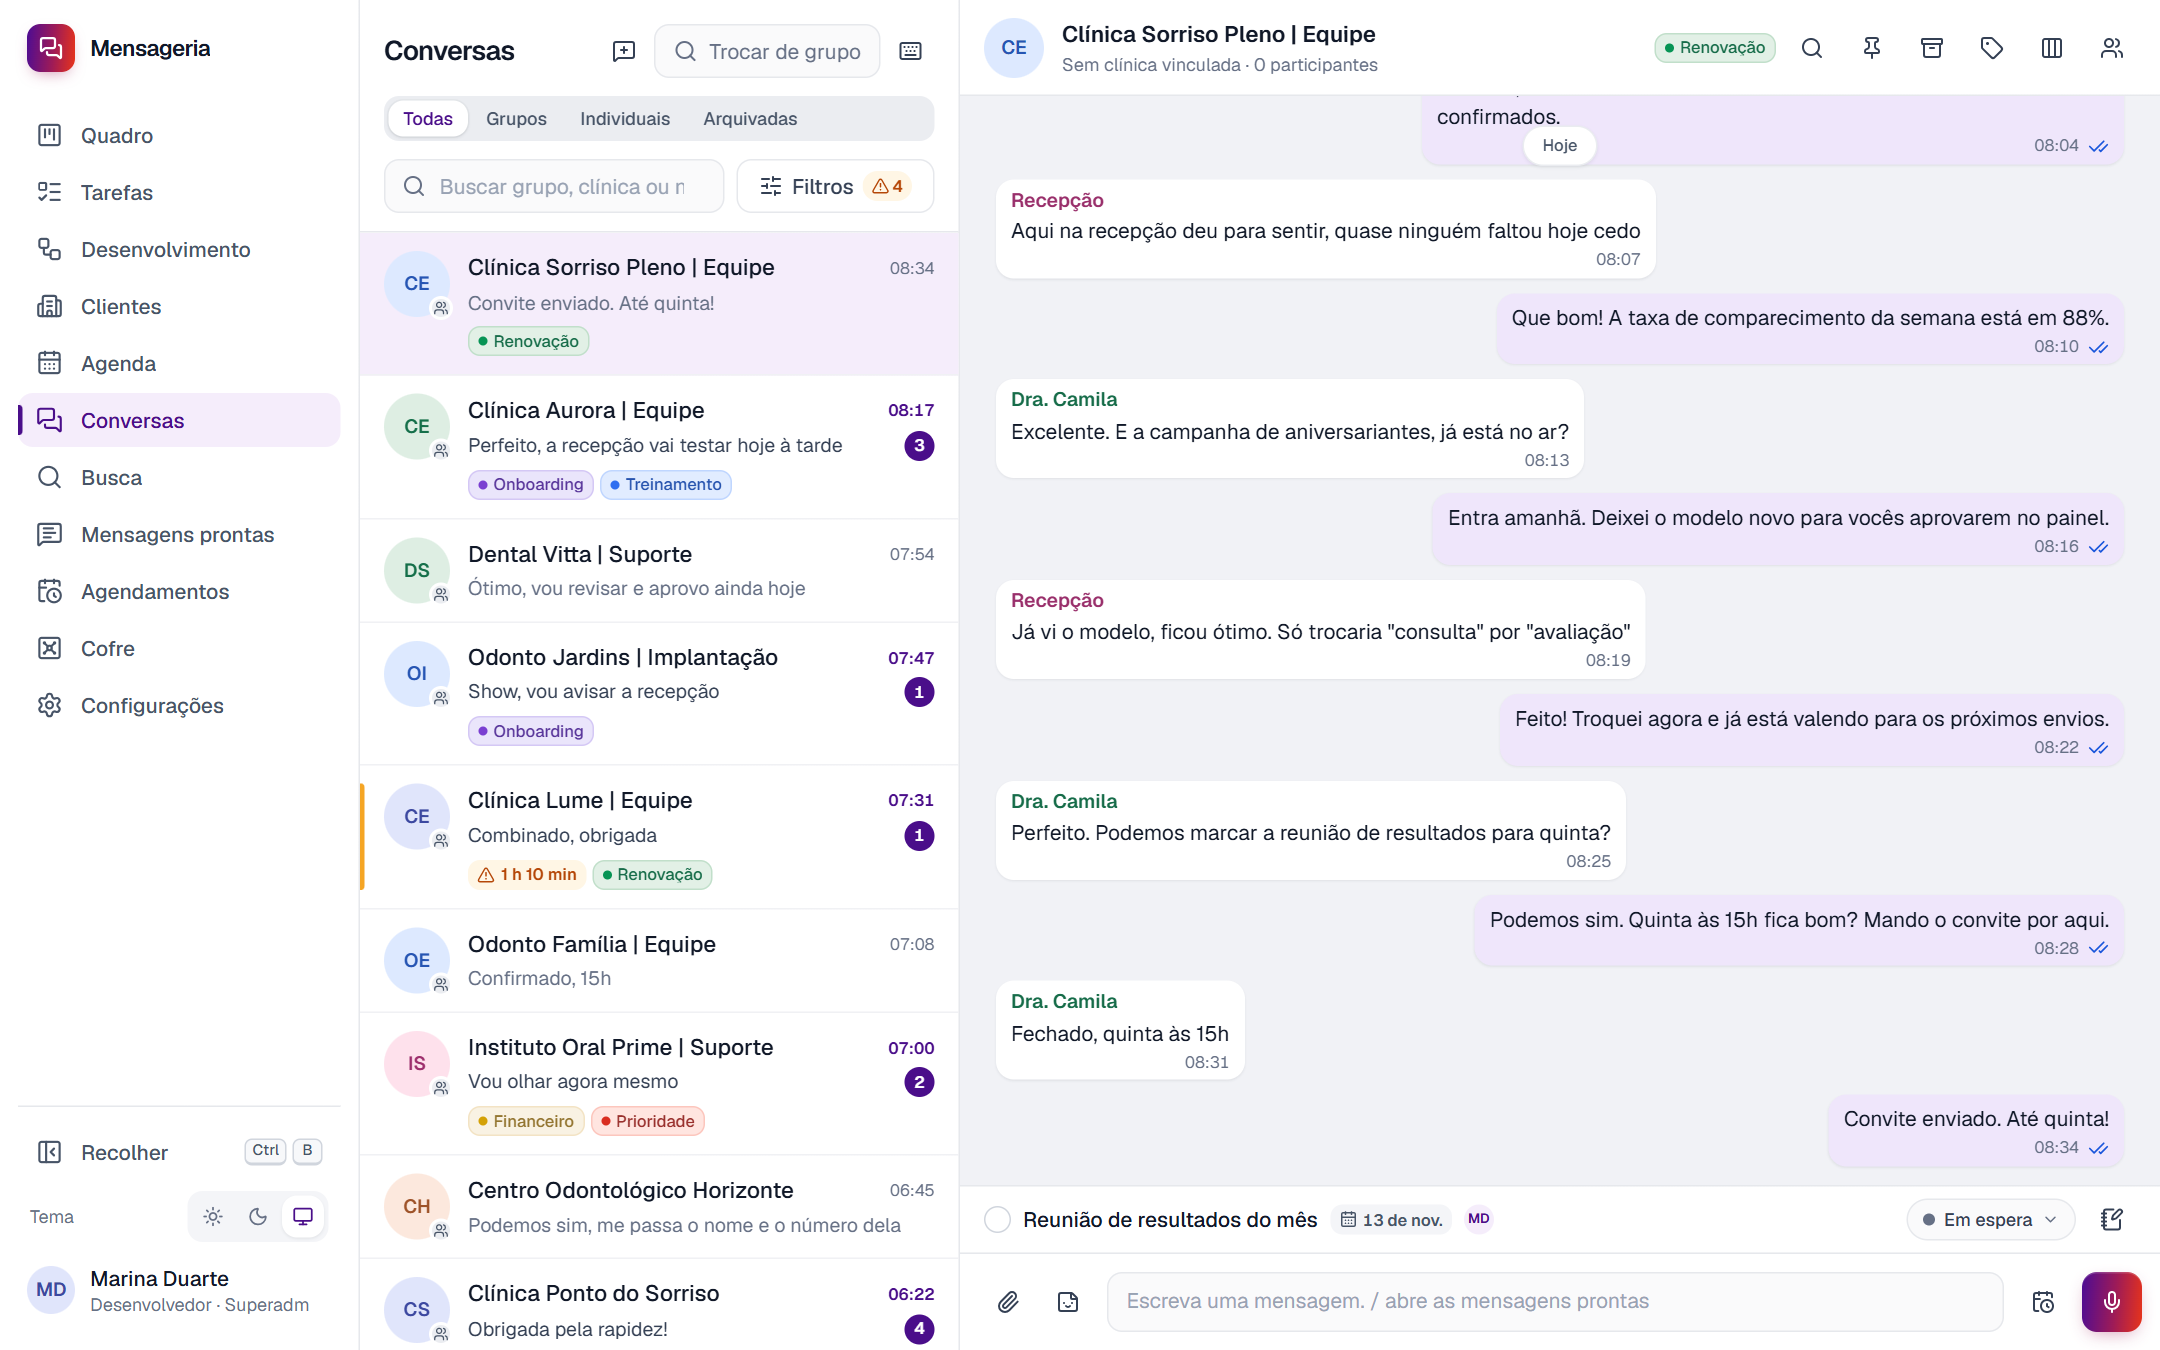 Mensageria
Quadro
Tarefas
Desenvolvimento
Clientes
Agenda
Conversas
Busca
Mensagens prontas
Agendamentos
Cofre
Configurações
Recolher
Ctrl B
Tema
MD
Marina Duarte
Desenvolvedor · Superadm
Conversas
Trocar de grupo
Todas
Grupos
Individuais
Arquivadas
Buscar grupo, clínica ou n
Filtros
4
CE
Clínica Sorriso Pleno | Equipe
08:34
Convite enviado. Até quinta!
Renovação
CE
Clínica Aurora | Equipe
08:17
Perfeito, a recepção vai testar hoje à tarde
3
Onboarding
Treinamento
DS
Dental Vitta | Suporte
07:54
Ótimo, vou revisar e aprovo ainda hoje
OI
Odonto Jardins | Implantação
07:47
Show, vou avisar a recepção
1
Onboarding
CE
Clínica Lume | Equipe
07:31
Combinado, obrigada
1
1 h 10 min
Renovação
OE
Odonto Família | Equipe
07:08
Confirmado, 15h
IS
Instituto Oral Prime | Suporte
07:00
Vou olhar agora mesmo
2
Financeiro
Prioridade
CH
Centro Odontológico Horizonte
06:45
Podemos sim, me passa o nome e o número dela
CS
Clínica Ponto do Sorriso
06:22
Obrigada pela rapidez!
4
CE
Clínica Sorriso Pleno | Equipe
Sem clínica vinculada · 0 participantes
Renovação
confirmados.
08:04
Hoje
Recepção
Aqui na recepção deu para sentir, quase ninguém faltou hoje cedo
08:07
Que bom! A taxa de comparecimento da semana está em 88%.
08:10
Dra. Camila
Excelente. E a campanha de aniversariantes, já está no ar?
08:13
Entra amanhã. Deixei o modelo novo para vocês aprovarem no painel.
08:16
Recepção
Já vi o modelo, ficou ótimo. Só trocaria "consulta" por "avaliação"
08:19
Feito! Troquei agora e já está valendo para os próximos envios.
08:22
Dra. Camila
Perfeito. Podemos marcar a reunião de resultados para quinta?
08:25
Podemos sim. Quinta às 15h fica bom? Mando o convite por aqui.
08:28
Dra. Camila
Fechado, quinta às 15h
08:31
Convite enviado. Até quinta!
08:34
Reunião de resultados do mês
13 de nov.
MD
Em espera
Escreva uma mensagem. / abre as mensagens prontas